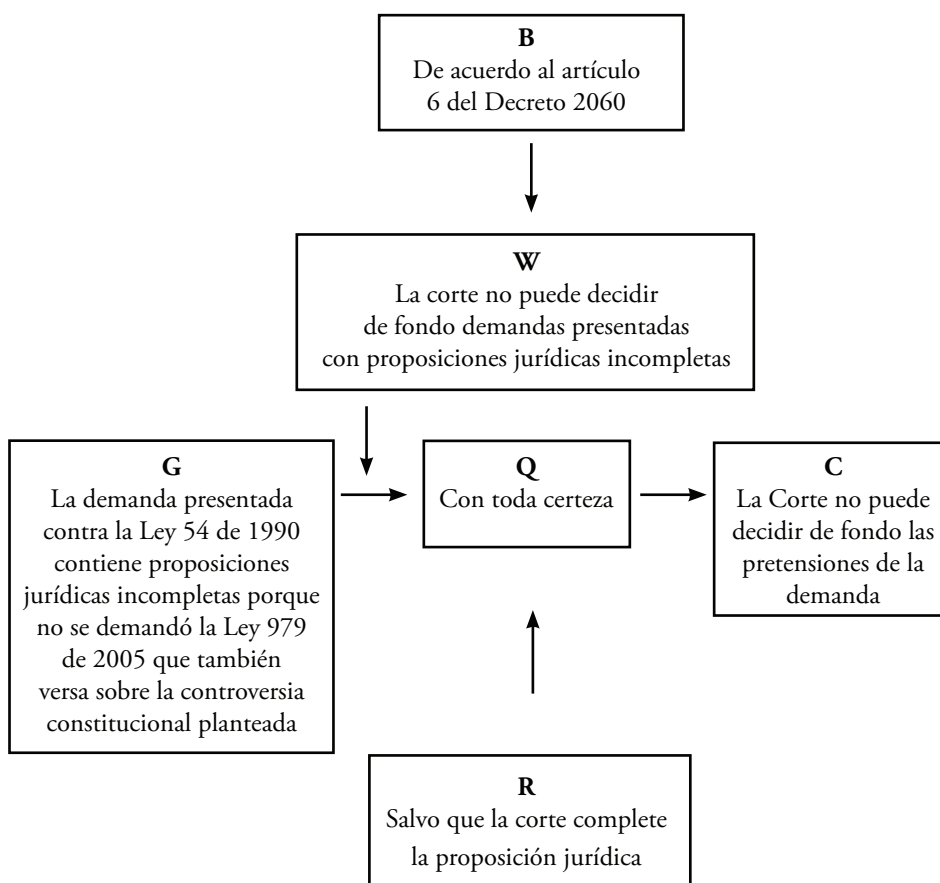 B
De acuerdo al artículo
6 del Decreto 2060
W
La corte no puede decidir
de fondo demandas presentadas
con proposiciones jurídicas incompletas
G
La demanda presentada
contra la Ley 54 de 1990
contiene proposiciones
jurídicas incompletas porque
no se demandó la Ley 979
de 2005 que también
versa sobre la controversia
constitucional planteada
Q
Con toda certeza
C
La Corte no puede
decidir de fondo las
pretensiones de la
demanda
R
Salvo que la corte complete
la proposición jurídica